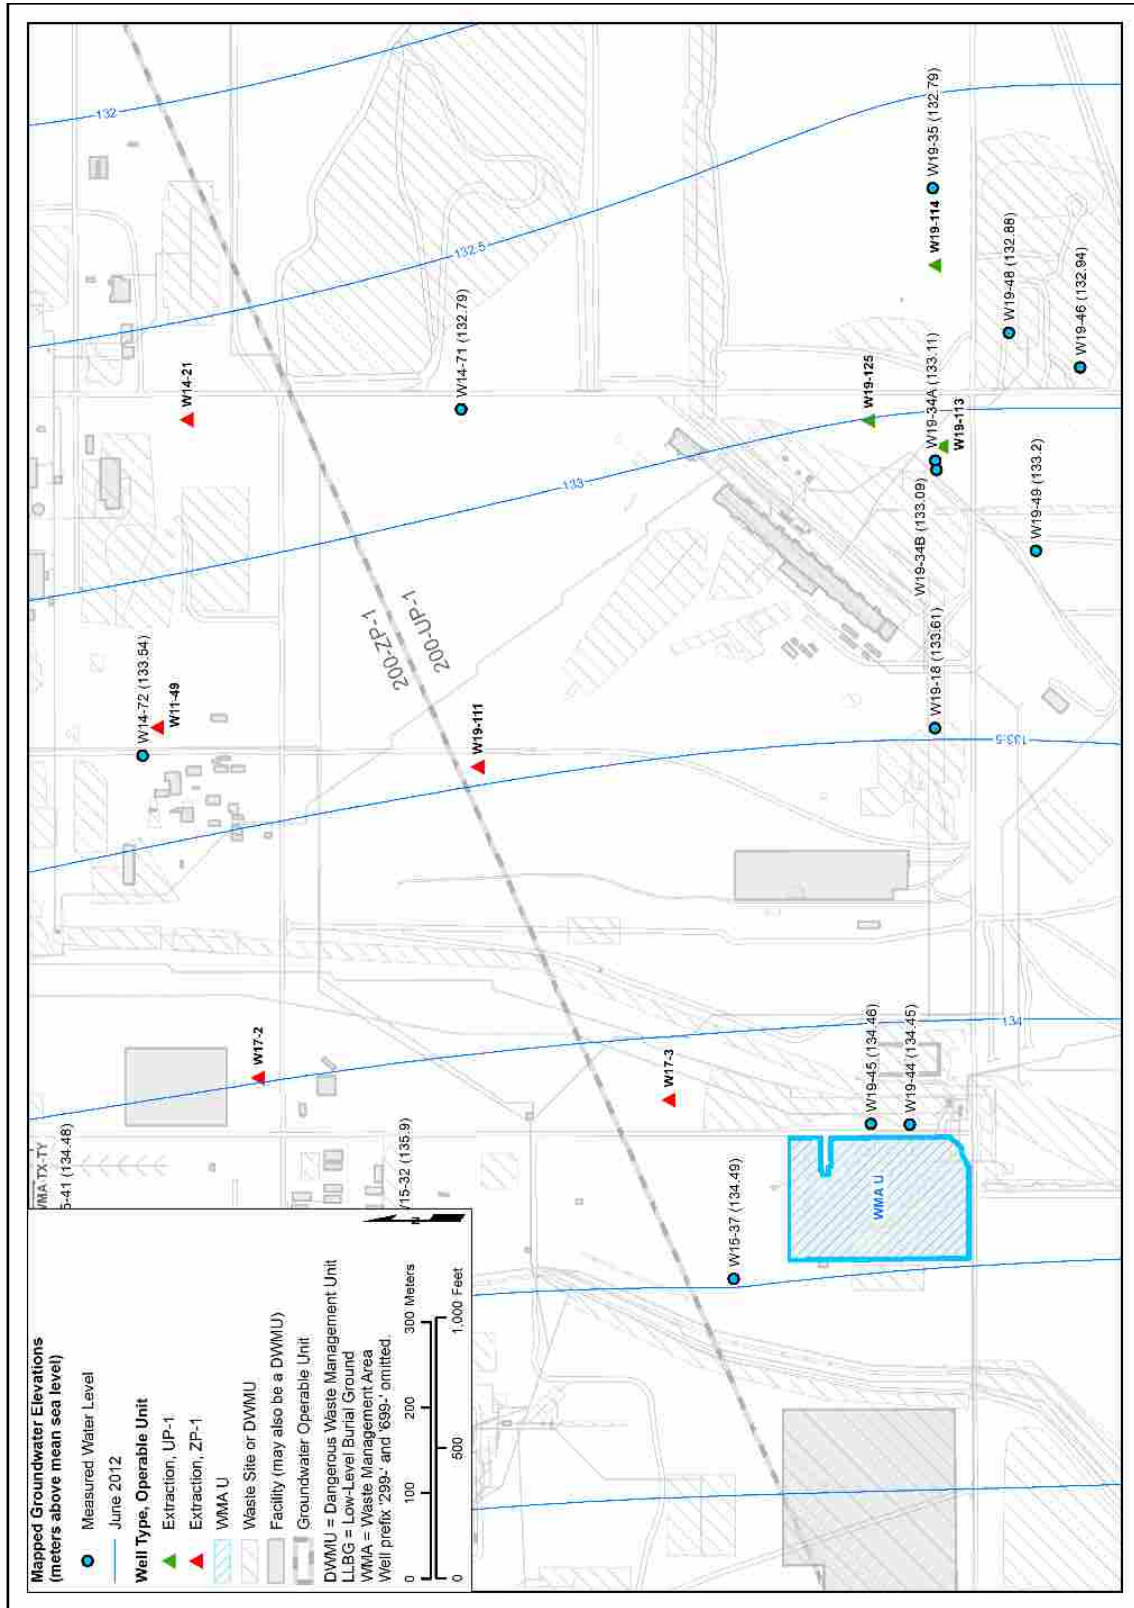 Mapped Groundwater Elevations
(meters above mean sea level)
Measured Water Level
June 2012
Well Type, Operable Unit
Extraction, UP-1
Extraction, ZP-1
WMA U
Waste Site or DWMU
Facility (may also be a DWMU)
Groundwater Operable Unit
DWMU = Dangerous Waste Management Unit
LLBG = Low-Level Burial Ground
WMA = Waste Management Area
Well prefix '299-' and '699-' omitted.
0 100 200 300 Meters
0 500 1,000 Feet
N
WMA-TX-TY
5-41 (134.48)
W17-2
W14-72 (133.54)
W11-49
W14-21
132
/15-32 (135.9)
W19-111
200-ZP-1
200-UP-1
W14-71 (132.79)
132.5
133
W17-3
W15-37 (134.49)
WMA U
W19-45 (134.46)
W19-44 (134.45)
W19-18 (133.61)
W19-34B (133.09)
W19-34A (133.11)
W19-125
W19-113
W19-114
W19-35 (132.79)
134
133.5
W19-49 (133.2)
W19-48 (132.88)
W19-46 (132.94)